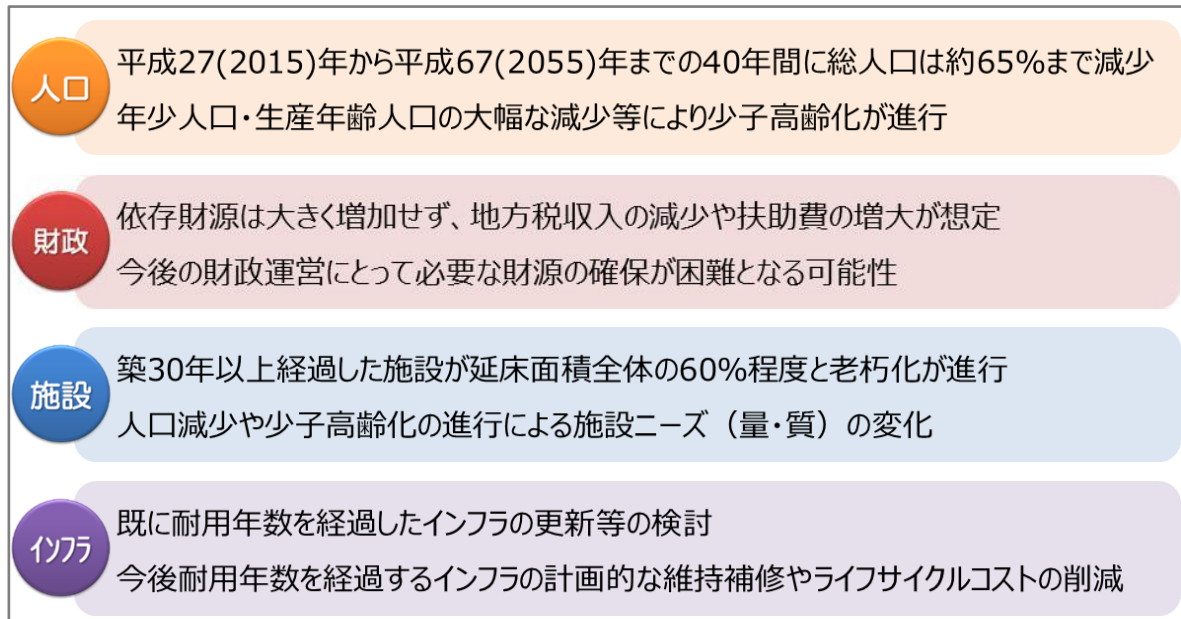 人口
平成27(2015)年から平成67(2055)年までの40年間に総人口は約65%まで減少
年少人口・生産年齢人口の大幅な減少等により少子高齢化が進行
財政
依存財源は大きく増加せず、地方税収入の減少や扶助費の増大が想定
今後の財政運営にとって必要な財源の確保が困難となる可能性
施設
築30年以上経過した施設が延床面積全体の60%程度と老朽化が進行
人口減少や少子高齢化の進行による施設ニーズ（量・質）の変化
インフラ
既に耐用年数を経過したインフラの更新等の検討
今後耐用年数を経過するインフラの計画的な維持補修やライフサイクルコストの削減